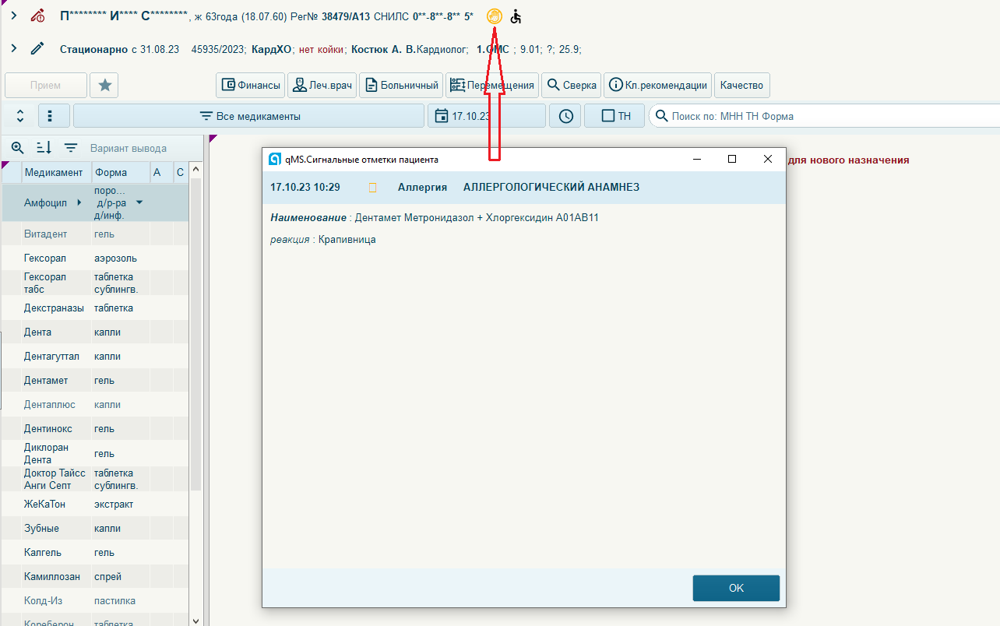 П******** И**** С********, ж 63года (18.07.60) Рег№ 38479/A13 СНИЛС 0**-8**-8** 5*
Стационарно с 31.08.23 45935/2023; КардХО; нет койки; Костюк А. В.Кардиолог; 1.ОМС ; 9.01; ?; 25.9;
Прием
Финансы
Леч.врач
Больничный
Перемещения
Сверка
Кл.рекомендации
Качество
Все медикаменты
17.10.23
ТН
Поиск по: МНН ТН Форма
Вариант вывода
Медикамент Форма А С
Амфоцил поро... д/р-ра д/инф.
Витадент гель
Гексорал аэрозоль
Гексорал таблетка
табс сублингв.
Декстраназы таблетка
Дента капли
Дентагуттал капли
Дентамет гель
Дентаплюс капли
Дентинокс гель
Диклоран
Дента гель
Доктор Тайсс таблетка
Анги Септ сублингв.
ЖеКаТон экстракт
Зубные капли
Калгель гель
Камиллозан спрей
Колд-Из пастилка
Кореберон таблетка
для нового назначения
qMS.Сигнальные отметки пациента
17.10.23 10:29 Аллергия АЛЛЕРГОЛОГИЧЕСКИЙ АНАМНЕЗ
Наименование : Дентамет Метронидазол + Хлоргексидин A01AB11
реакция : Крапивница
OK